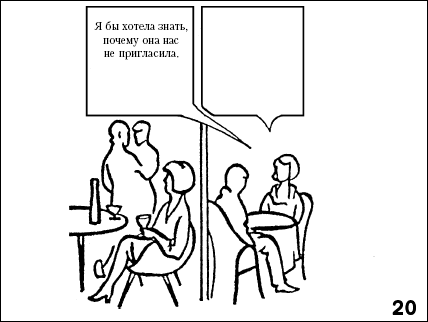 Я бы хотела знать,
почему она нас
не пригласила.
20